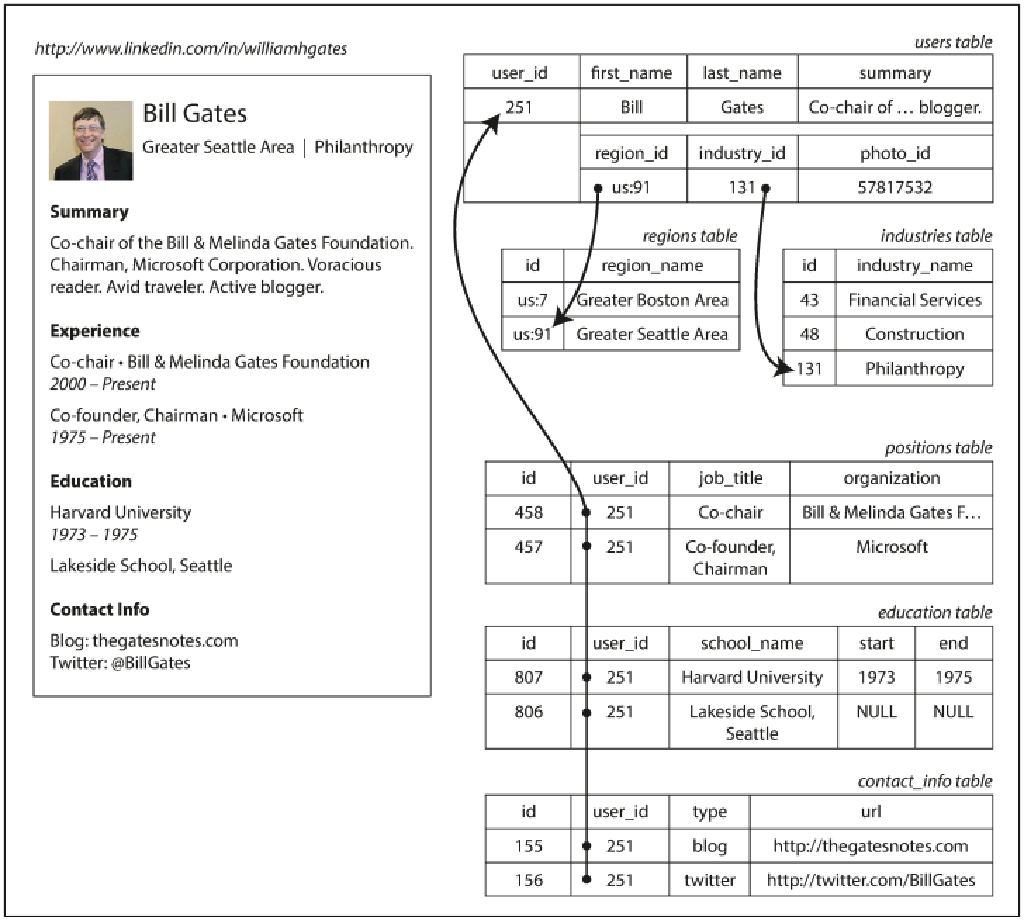 http://www.linkedin.com/in/williamhgates
Bill Gates
Greater Seattle Area | Philanthropy
Summary
Co-chair of the Bill & Melinda Gates Foundation.
Chairman, Microsoft Corporation. Voracious
reader. Avid traveler. Active blogger.
Experience
Co-chair • Bill & Melinda Gates Foundation
2000 – Present
Co-founder, Chairman • Microsoft
1975 – Present
Education
Harvard University
1973 – 1975
Lakeside School, Seattle
Contact Info
Blog: thegatesnotes.com
Twitter: @BillGates
users table
user_id first_name last_name summary
251 Bill Gates Co-chair of … blogger.
region_id industry_id photo_id
us:91 131 57817532
regions table
id region_name
us:7 Greater Boston Area
us:91 Greater Seattle Area
industries table
id industry_name
43 Financial Services
48 Construction
131 Philanthropy
positions table
id user_id job_title organization
458 251 Co-chair Bill & Melinda Gates F…
457 251 Co-founder, Microsoft
Chairman
education table
id user_id school_name start end
807 251 Harvard University 1973 1975
806 251 Lakeside School, NULL NULL
Seattle
contact_info table
id user_id type url
155 251 blog http://thegatesnotes.com
156 251 twitter http://twitter.com/BillGates